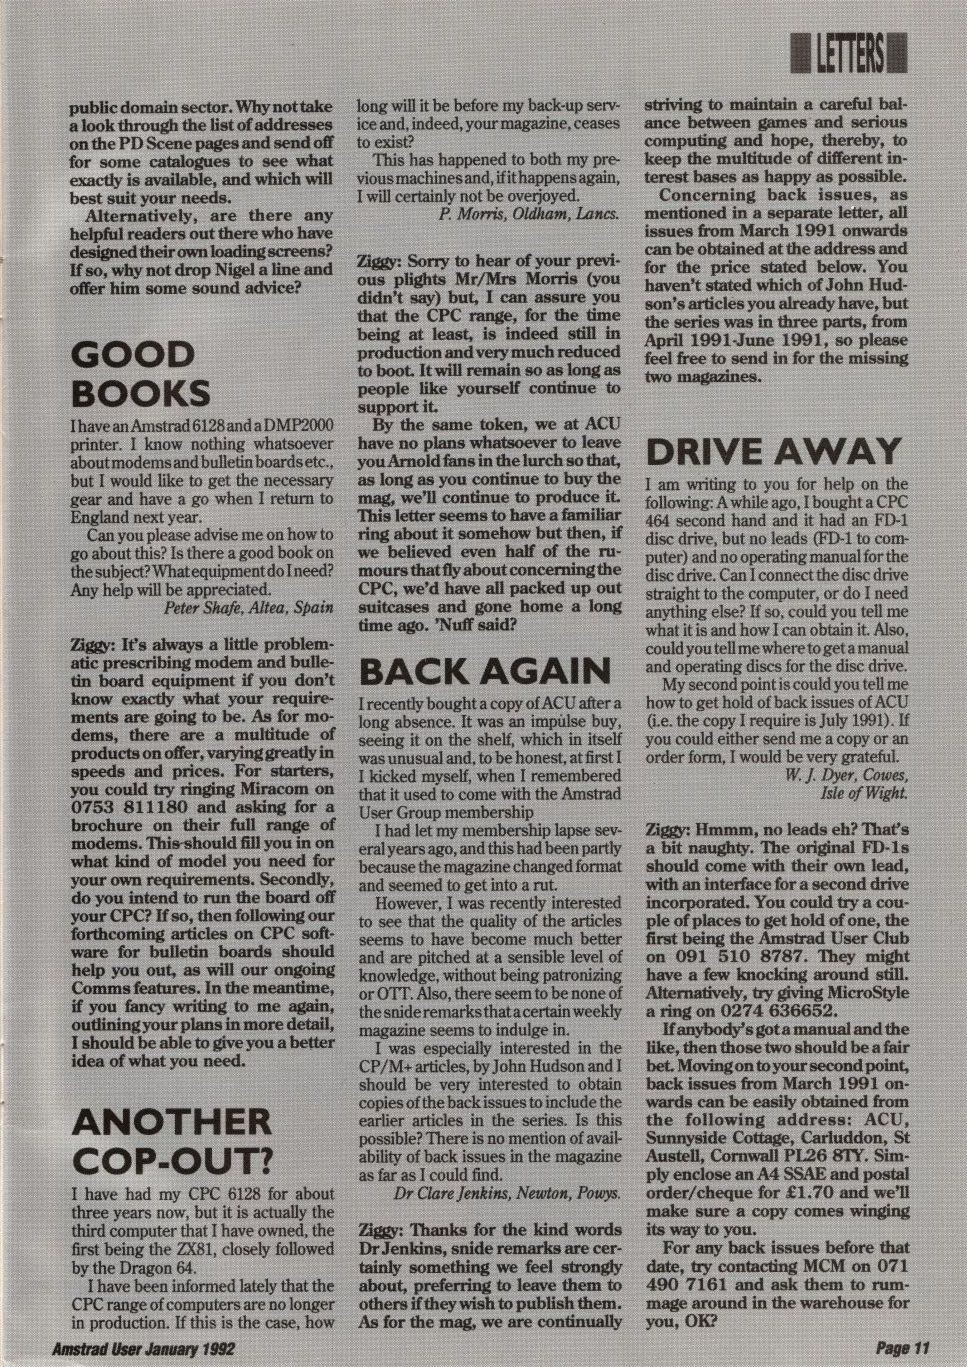 LETTERS
public domain sector. Why not take
a look through the list of addresses
on the PD Scene pages and send off
for some catalogues to see what
exactly is available, and which will
best suit your needs.
Alternatively, are there any
helpful readers out there who have
designed their own loading screens?
If so, why not drop Nigel a line and
offer him some sound advice?
GOOD
BOOKS
I have an Amstrad 6128 and a DMP2000
printer. I know nothing whatsoever
about modems and bulletin boards etc.,
but I would like to get the necessary
gear and have a go when I return to
England next year.
Can you please advise me on how to
go about this? Is there a good book on
the subject? What equipment do I need?
Any help will be appreciated.
Peter Shafe, Altea, Spain
Ziggy: It's always a little problem-
atic prescribing modem and bulle-
tin board equipment if you don't
know exactly what your require-
ments are going to be. As for mo-
dems, there are a multitude of
products on offer, varying greatly in
speeds and prices. For starters,
you could try ringing Miracom on
0753 811180 and asking for a
brochure on their full range of
modems. This should fill you in on
what kind of model you need for
your own requirements. Secondly,
do you intend to run the board off
your CPC? If so, then following our
forthcoming articles on CPC soft-
ware for bulletin boards should
help you out, as will our ongoing
Comms features. In the meantime,
if you fancy writing to me again,
outlining your plans in more detail,
I should be able to give you a better
idea of what you need.
ANOTHER
COP-OUT?
I have had my CPC 6128 for about
three years now, but it is actually the
third computer that I have owned, the
first being the ZX81, closely followed
by the Dragon 64.
I have been informed lately that the
CPC range of computers are no longer
in production. If this is the case, how
long will it be before my back-up serv-
ice and, indeed, your magazine, ceases
to exist?
This has happened to both my pre-
vious machines and, if it happens again,
I will certainly not be overjoyed.
P. Morris, Oldham, Lancs.
Ziggy: Sorry to hear of your previ-
ous plights Mr/Mrs Morris (you
didn't say) but, I can assure you
that the CPC range, for the time
being at least, is indeed still in
production and very much reduced
to boot. It will remain so as long as
people like yourself continue to
support it.
By the same token, we at ACU
have no plans whatsoever to leave
you Arnold fans in the lurch so that,
as long as you continue to buy the
mag, we'll continue to produce it.
This letter seems to have a familiar
ring about it somehow but then, if
we believed even half of the ru-
mours that fly about concerning the
CPC, we'd have all packed up out
suitcases and gone home a long
time ago. 'Nuff said?
BACK AGAIN
I recently bought a copy of ACU after a
long absence. It was an impulse buy,
seeing it on the shelf, which in itself
was unusual and, to be honest, at first I
I kicked myself, when I remembered
that it used to come with the Amstrad
User Group membership
I had let my membership lapse sev-
eral years ago, and this had been partly
because the magazine changed format
and seemed to get into a rut.
However, I was recently interested
to see that the quality of the articles
seems to have become much better
and are pitched at a sensible level of
knowledge, without being patronizing
or OTT. Also, there seem to be none of
the snide remarks that a certain weekly
magazine seems to indulge in.
I was especially interested in the
CP/M+ articles, by John Hudson and I
should be very interested to obtain
copies of the back issues to include the
earlier articles in the series. Is this
possible? There is no mention of avail-
ability of back issues in the magazine
as far as I could find.
Dr Clare Jenkins, Newton, Powys.
Ziggy: Thanks for the kind words
Dr Jenkins, snide remarks are cer-
tainly something we feel strongly
about, preferring to leave them to
others if they wish to publish them.
As for the mag, we are continually
striving to maintain a careful bal-
ance between games and serious
computing and hope, thereby, to
keep the multitude of different in-
terest bases as happy as possible.
Concerning back issues, as
mentioned in a separate letter, all
issues from March 1991 onwards
can be obtained at the address and
for the price stated below. You
haven't stated which of John Hud-
son's articles you already have, but
the series was in three parts, from
April 1991-June 1991, so please
feel free to send in for the missing
two magazines.
DRIVE AWAY
I am writing to you for help on the
following: A while ago, I bought a CPC
464 second hand and it had an FD-1
disc drive, but no leads (FD-1 to com-
puter) and no operating manual for the
disc drive. Can I connect the disc drive
straight to the computer, or do I need
anything else? If so, could you tell me
what it is and how I can obtain it. Also,
could you tell me where to get a manual
and operating discs for the disc drive.
My second point is could you tell me
how to get hold of back issues of ACU
(i.e. the copy I require is July 1991). If
you could either send me a copy or an
order form, I would be very grateful.
W. J. Dyer, Cowes,
Isle of Wight.
Ziggy: Hmmm, no leads eh? That's
a bit naughty. The original FD-1s
should come with their own lead,
with an interface for a second drive
incorporated. You could try a cou-
ple of places to get hold of one, the
first being the Amstrad User Club
on 091 510 8787. They might
have a few knocking around still.
Alternatively, try giving MicroStyle
a ring on 0274 636652.
If anybody's got a manual and the
like, then those two should be a fair
bet. Moving on to your second point,
back issues from March 1991 on-
wards can be easily obtained from
the following address: ACU,
Sunnyside Cottage, Carluddon, St
Austell, Cornwall PL26 8TY. Sim-
ply enclose an A4 SSAE and postal
order/cheque for £1.70 and we'll
make sure a copy comes winging
its way to you.
For any back issues before that
date, try contacting MCM on 071
490 7161 and ask them to rum-
mage around in the warehouse for
you, OK?
Amstrad User January 1992
Page 11